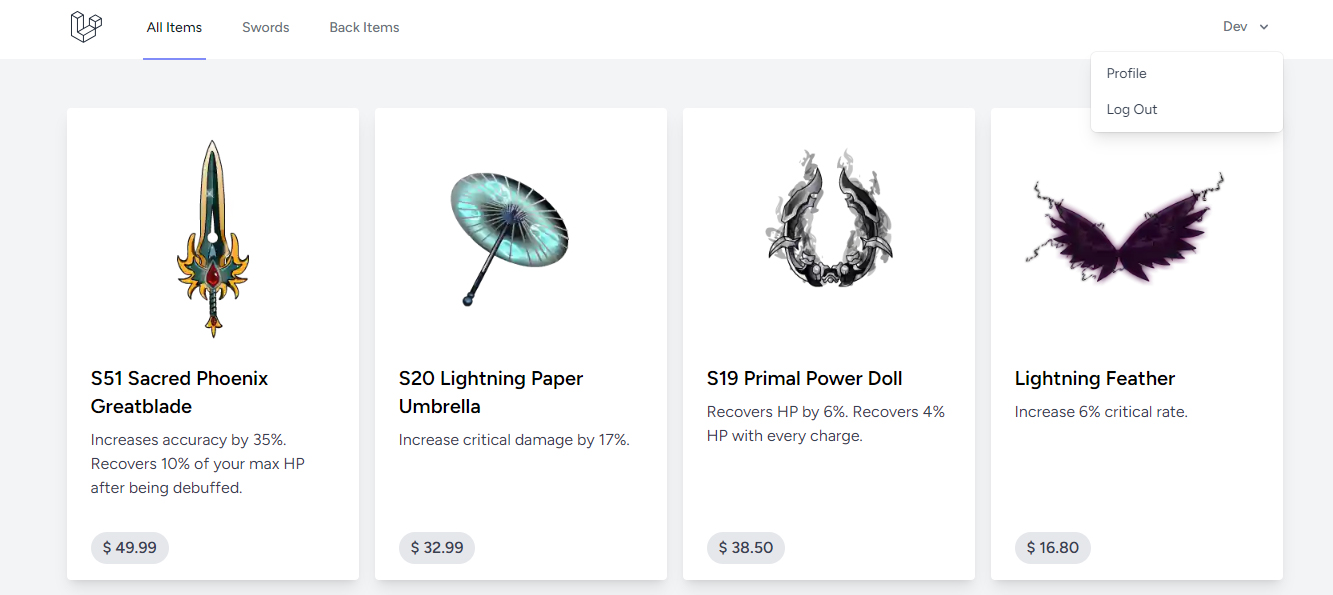 All Items
Swords
Back Items
Dev
Profile
Log Out
S51 Sacred Phoenix
Greatblade
Increases accuracy by 35%.
Recovers 10% of your max HP
after being debuffed.
$ 49.99
S20 Lightning Paper
Umbrella
Increase critical damage by 17%.
$ 32.99
S19 Primal Power Doll
Recovers HP by 6%. Recovers 4%
HP with every charge.
$ 38.50
Lightning Feather
Increase 6% critical rate.
$ 16.80